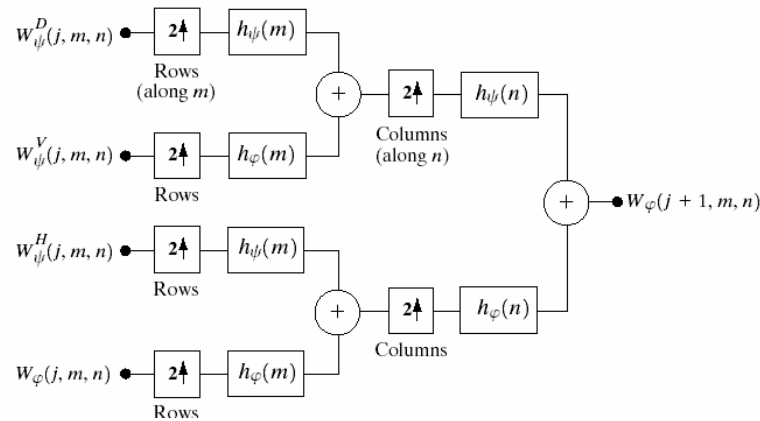 W_ψ^D(j, m, n)
2↑
h_ψ(m)
Rows
(along m)
+
2↑
h_ψ(n)
Columns
(along n)
W_ψ^V(j, m, n)
2↑
h_φ(m)
Rows
+
W_φ(j + 1, m, n)
W_ψ^H(j, m, n)
2↑
h_ψ(m)
Rows
+
2↑
h_φ(n)
Columns
W_φ(j, m, n)
2↑
h_φ(m)
Rows